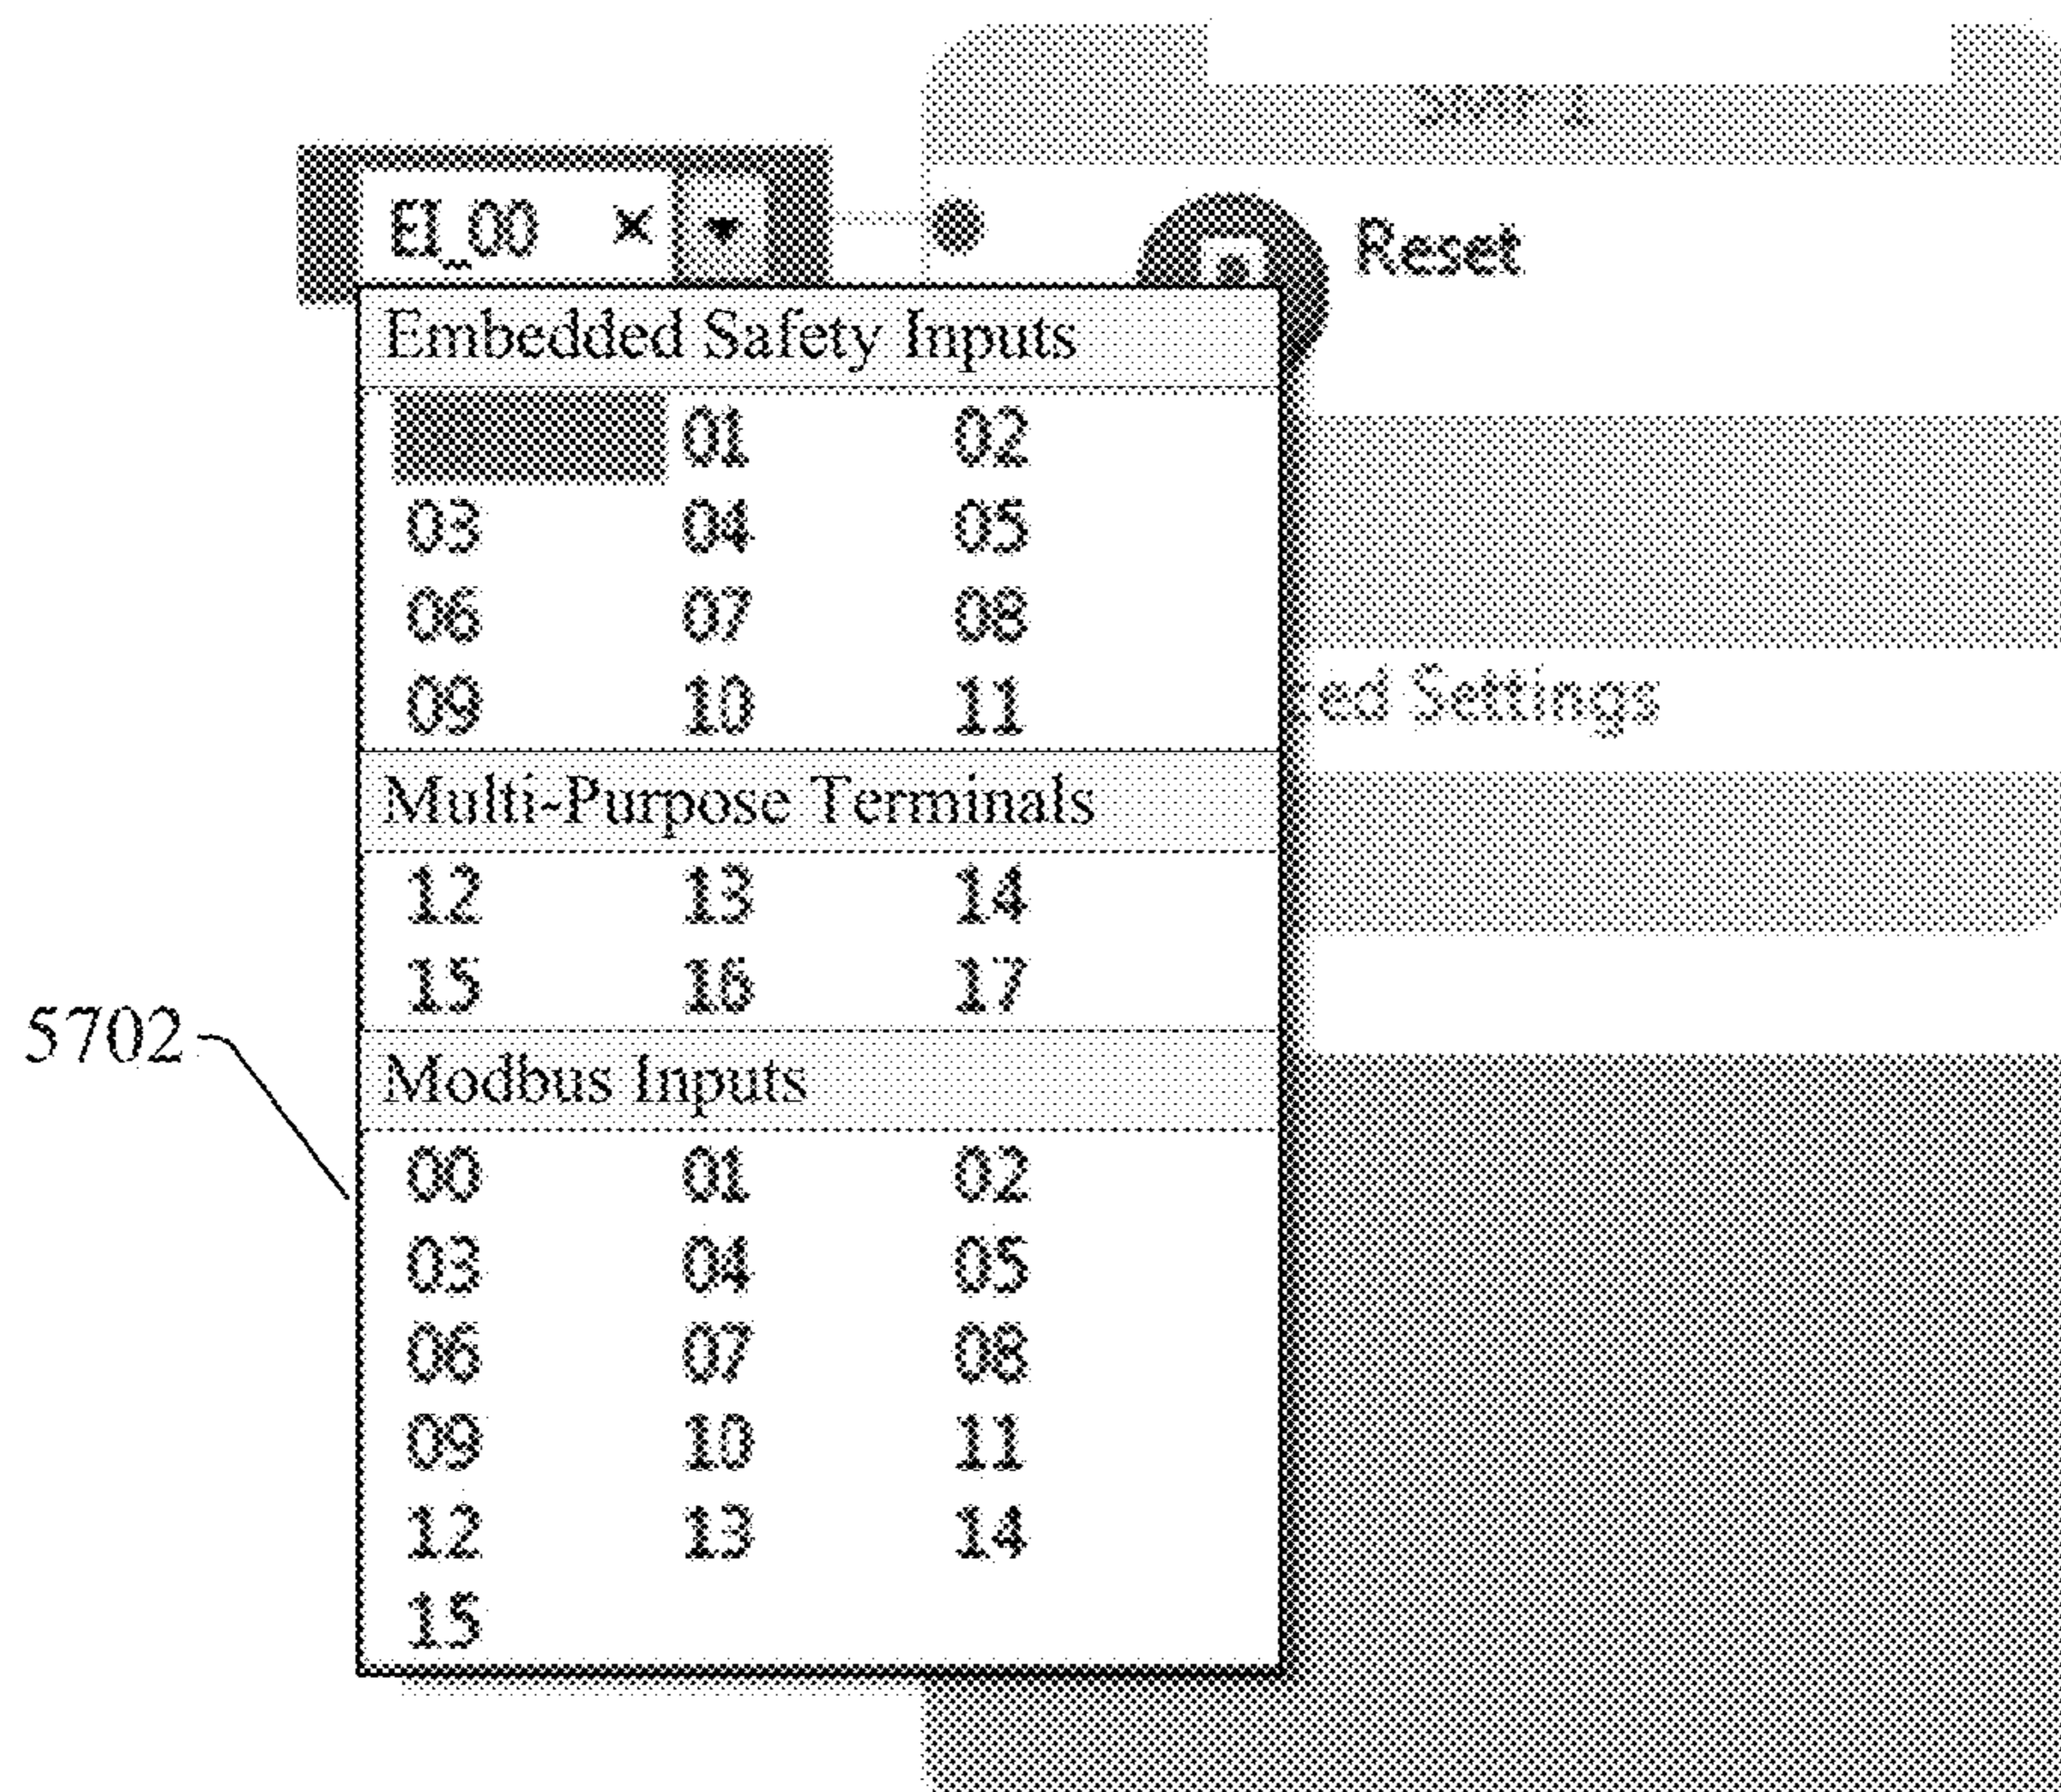 EI_00 × ▼
Reset
Embedded Safety Inputs
01 02
03 04 05
06 07 08
09 10 11
ed Settings
Multi-Purpose Terminals
12 13 14
15 16 17
5702
Modbus Inputs
00 01 02
03 04 05
06 07 08
09 10 11
12 13 14
15